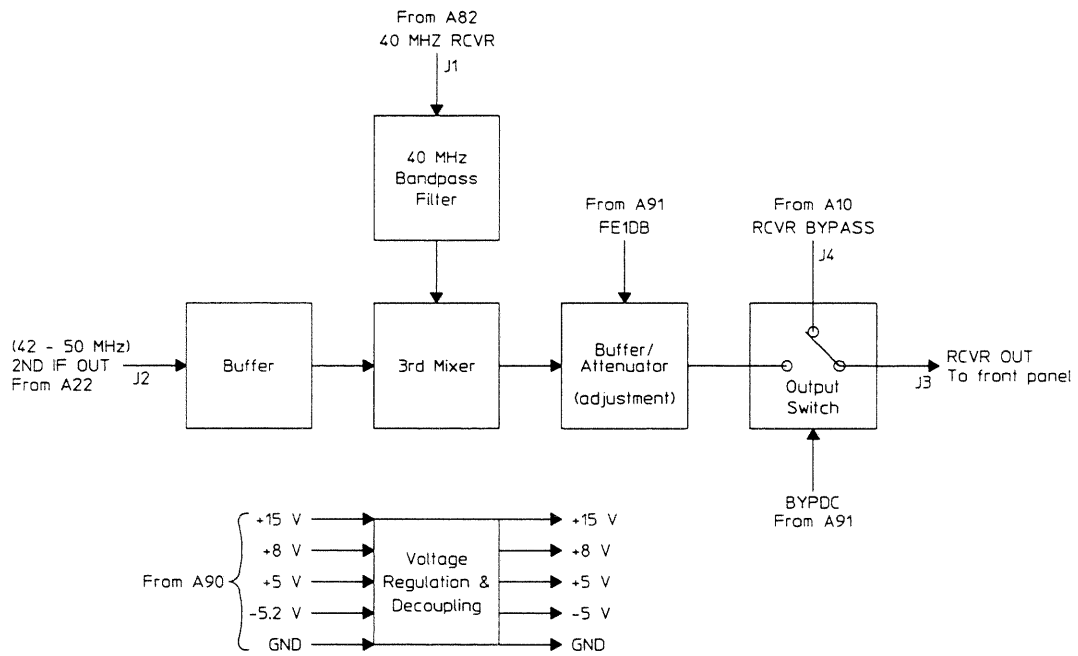 From A82
40 MHZ RCVR
J1
40 MHz
Bandpass
Filter
From A91
FE1DB
From A10
RCVR BYPASS
J4
(42 - 50 MHz)
2ND IF OUT
From A22
J2
Buffer
3rd Mixer
Buffer/
Attenuator
(adjustment)
Output
Switch
J3
RCVR OUT
To front panel
BYPDC
From A91
From A90
+15 V
+8 V
+5 V
-5.2 V
GND
Voltage
Regulation &
Decoupling
+15 V
+8 V
+5 V
-5 V
GND